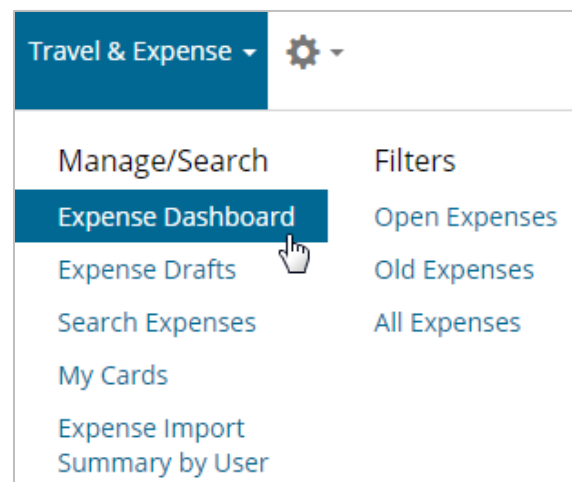 Travel & Expense
Manage/Search
Expense Dashboard
Expense Drafts
Search Expenses
My Cards
Expense Import
Summary by User
Filters
Open Expenses
Old Expenses
All Expenses